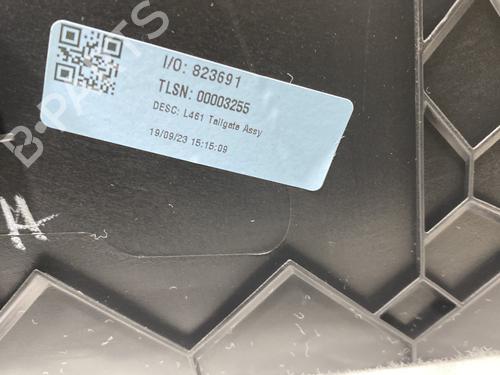 I/O: 823691
TLSN: 00003255
DESC: L461 Tailgate Assy
19/09/23 15:15:09
H